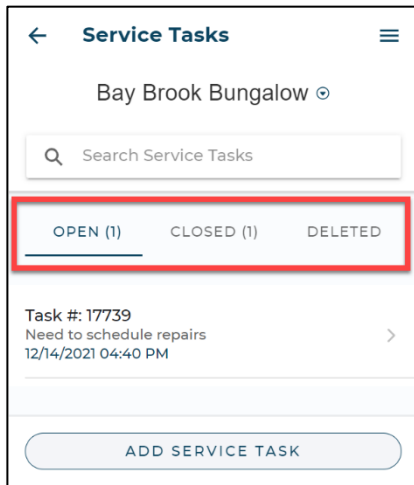 Service Tasks
Bay Brook Bungalow
Search Service Tasks
OPEN (1) CLOSED (1) DELETED
Task #: 17739
Need to schedule repairs
12/14/2021 04:40 PM
ADD SERVICE TASK